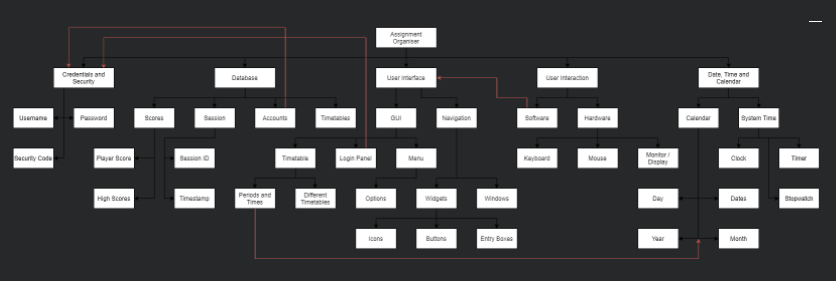 Assignment
Organiser
Credentials and
Security
Database
User Interface
User Interaction
Date, Time and
Calendar
Username
Password
Scores
Session
Accounts
Timetables
GUI
Navigation
Software
Hardware
Calendar
System Time
Security Code
Player Score
Session ID
Timetable
Login Panel
Menu
Keyboard
Mouse
Monitor /
Display
Clock
Timer
High Scores
Timestamp
Periods and
Times
Different
Timetables
Options
Widgets
Windows
Day
Dates
Stopwatch
Icons
Buttons
Entry Boxes
Year
Month